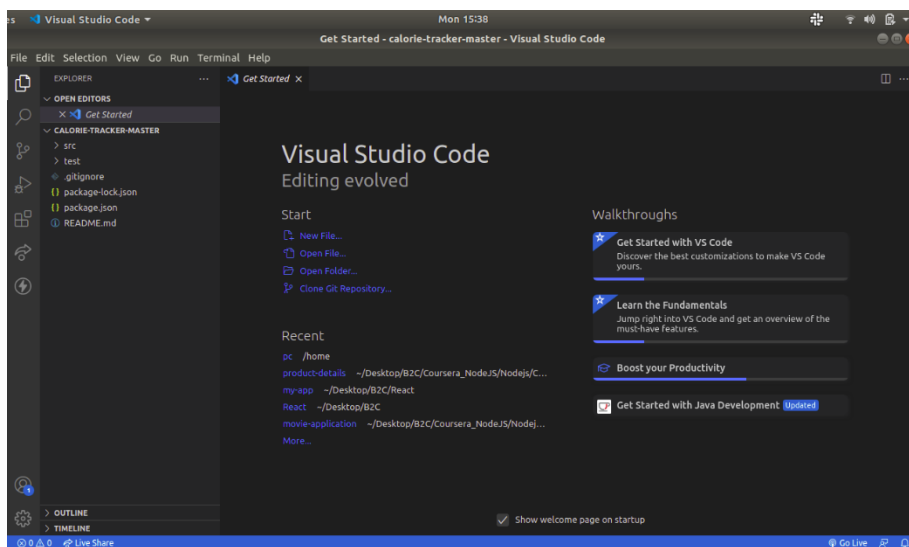 es Visual Studio Code Mon 15:38
Get Started - calorie-tracker-master - Visual Studio Code
File Edit Selection View Go Run Terminal Help
EXPLORER ...
Get Started ×
OPEN EDITORS
× Get Started
CALORIE-TRACKER-MASTER
> src
> test
.gitignore
{} package-lock.json
{} package.json
README.md
OUTLINE
TIMELINE
Visual Studio Code
Editing evolved
Start
New File...
Open File...
Open Folder...
Clone Git Repository...
Recent
pc /home
product-details ~/Desktop/B2C/Coursera_NodeJS/Nodejs/C...
my-app ~/Desktop/B2C/React
React ~/Desktop/B2C
movie-application ~/Desktop/B2C/Coursera_NodeJS/Nodej...
More...
Walkthroughs
Get Started with VS Code
Discover the best customizations to make VS Code
yours.
Learn the Fundamentals
Jump right into VS Code and get an overview of the
must-have features.
Boost your Productivity
Get Started with Java Development Updated
Show welcome page on startup
1
0 0 Live Share Go Live